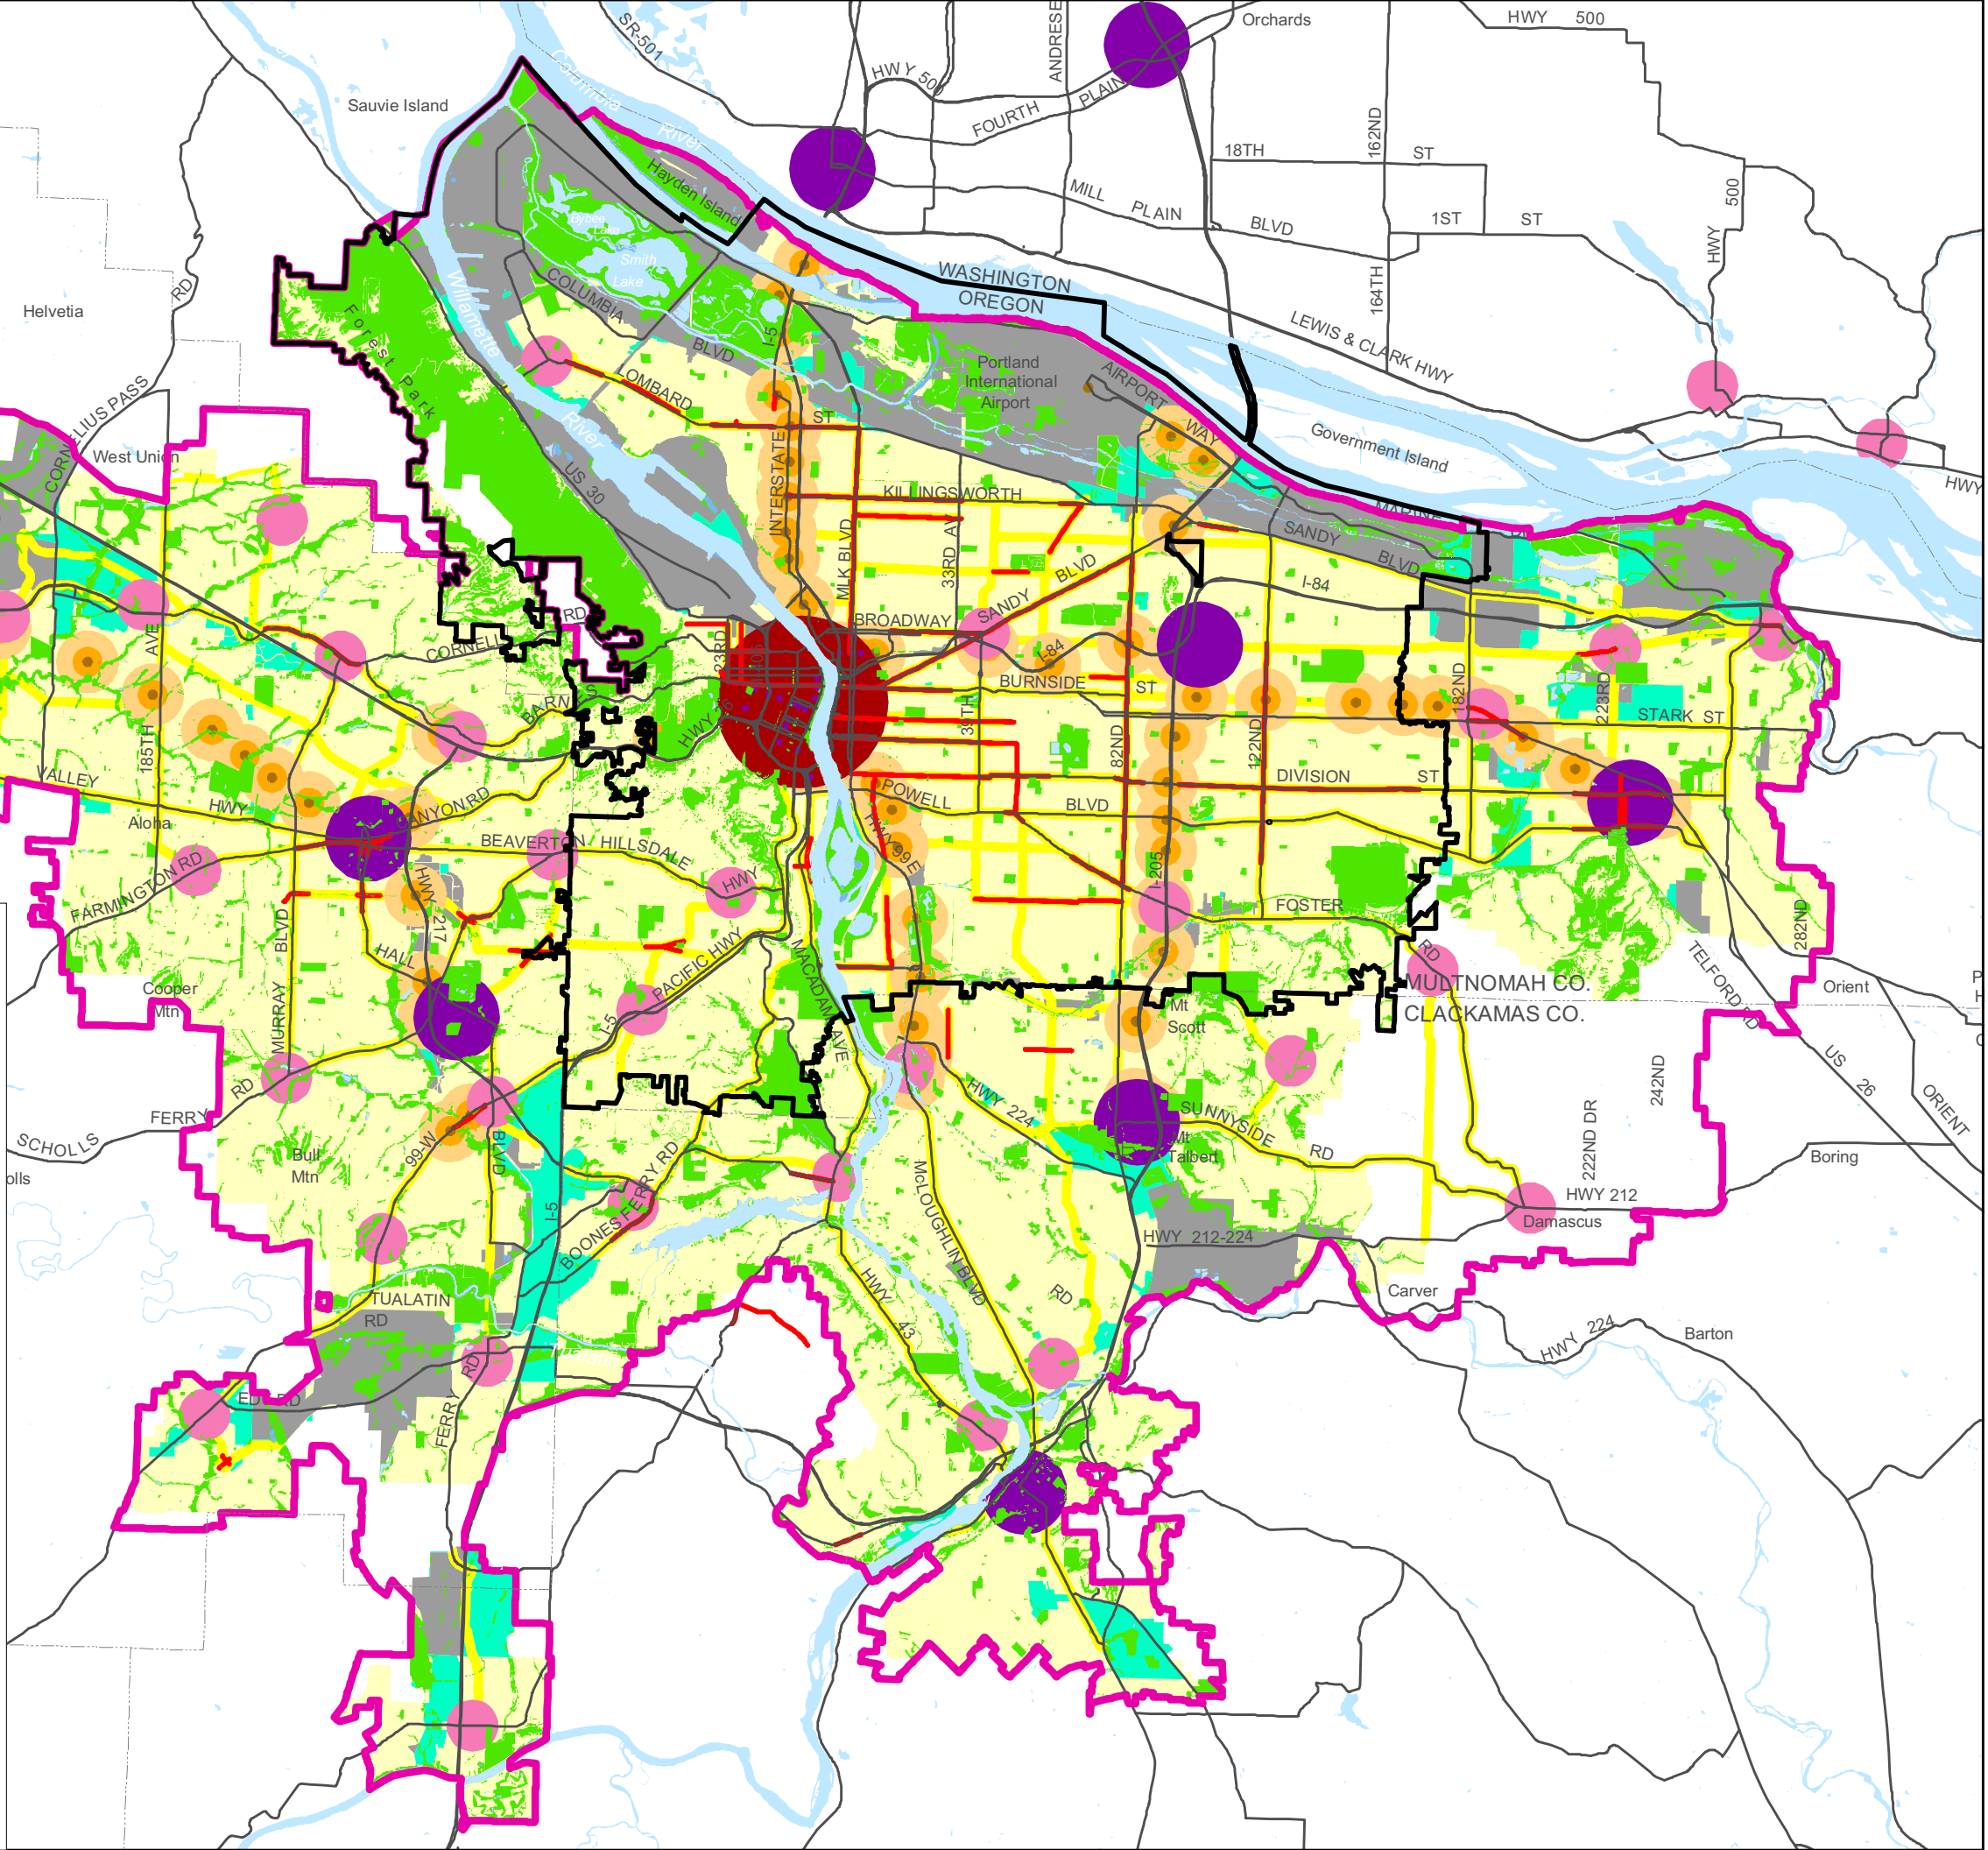 SR-501
ANDRESE
Orchards
HWY 500
Columbia
River
Sauvie Island
HWY 500
FOURTH PLAIN
162ND
18TH ST
Hayden Island
MILL PLAIN BLVD
1ST ST
HWY 500
Bybee
Lake
Smith
Lake
Willamette
River
COLUMBIA
BLVD
WASHINGTON
OREGON
164TH
Helvetia
RD
Forest Park
I-5
LEWIS & CLARK HWY
Portland
International
Airport
AIRPORT WAY
LOMBARD
ST
CORNELIUS PASS
West Union
US 30
INTERSTATE
Government Island
HWY
KILLINGSWORTH
MLK BLVD
33RD AV
SANDY BLVD
I-84
SANDY BLVD
BROADWAY
I-84
AVE
185TH
CORNELL
RD
23RD
405
BARN
BURNSIDE
ST
182ND
223RD
STARK ST
HWY
39TH
82ND
122ND
VALLEY
HWY
Aloha
ANYON RD
DIVISION
ST
POWELL
BLVD
BEAVERTON HILLSDALE
HWY
HWY 99E
I-205
FARMINGTON RD
HWY 217
MURRAY BLVD
HALL
FOSTER
RD
282ND
TELFORD RD
PACIFIC HWY
MACADAM AVE
Cooper
Mtn
MULTNOMAH CO.
CLACKAMAS CO.
Orient
Mt
Scott
I-5
RD
FERRY
SCHOLLS
olls
HWY 224
242ND
US 26
ORIENT
SUNNYSIDE
RD
222ND DR
Mt
Talbert
Bull
Mtn
99-W
BLVD
Boring
I-5
BOONES FERRY RD
McLOUGHLIN BLVD
HWY 212
Damascus
HWY 212-224
HWY 43
RD
Carver
TUALATIN
RD
HWY 224
Barton
RD
FERRY